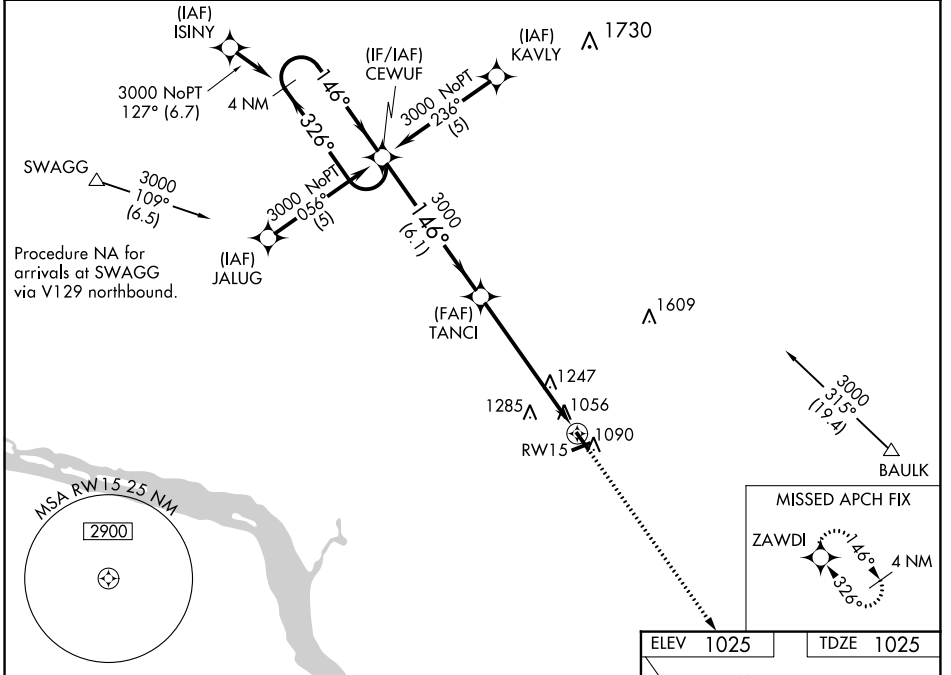 (IAF)
ISINY
3000 NoPT
127° (6.7)
4 NM
146°
326°
(IF/IAF)
CEWUF
(IAF)
KAVLY
1730
3000 NoPT
236°
(5)
SWAGG
3000
109°
(6.5)
3000 NoPT
056°
(5)
(IAF)
JALUG
Procedure NA for
arrivals at SWAGG
via V129 northbound.
3000
146°
(6.1)
(FAF)
TANCI
1609
1247
1285
1056
1090
RW15
3000
315°
(19.4)
BAULK
MSA RW15 25 NM
2900
MISSED APCH FIX
ZAWDI
146°
326°
4 NM
ELEV 1025
TDZE 1025